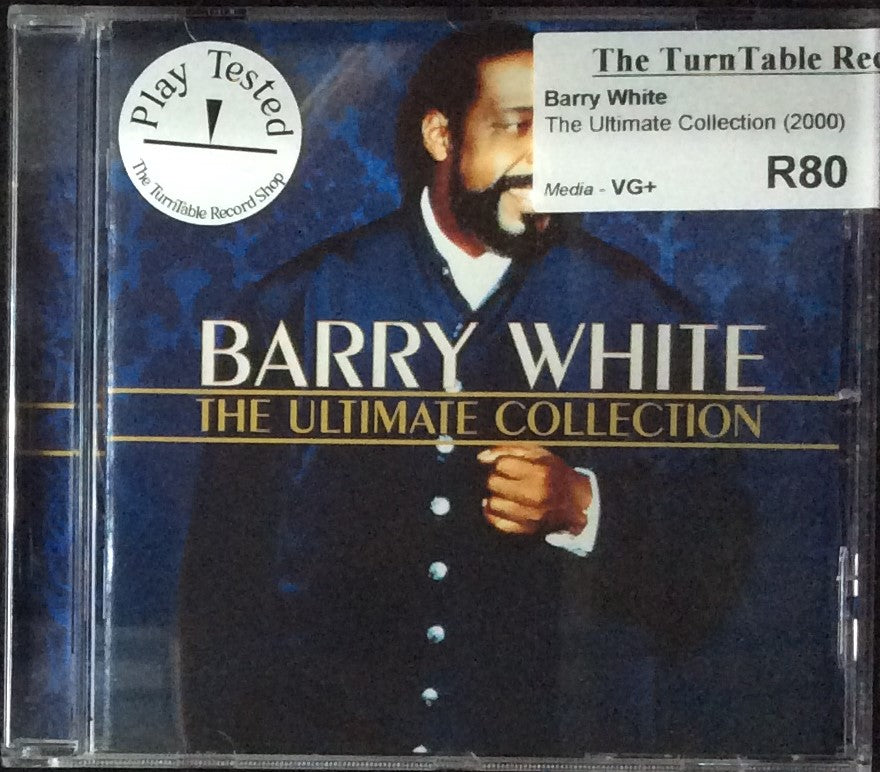 Play Tested
The TurnTable Record Shop
The TurnTable Rec
Barry White
The Ultimate Collection (2000)
Media - VG+
R80
BARRY WHITE
THE ULTIMATE COLLECTION